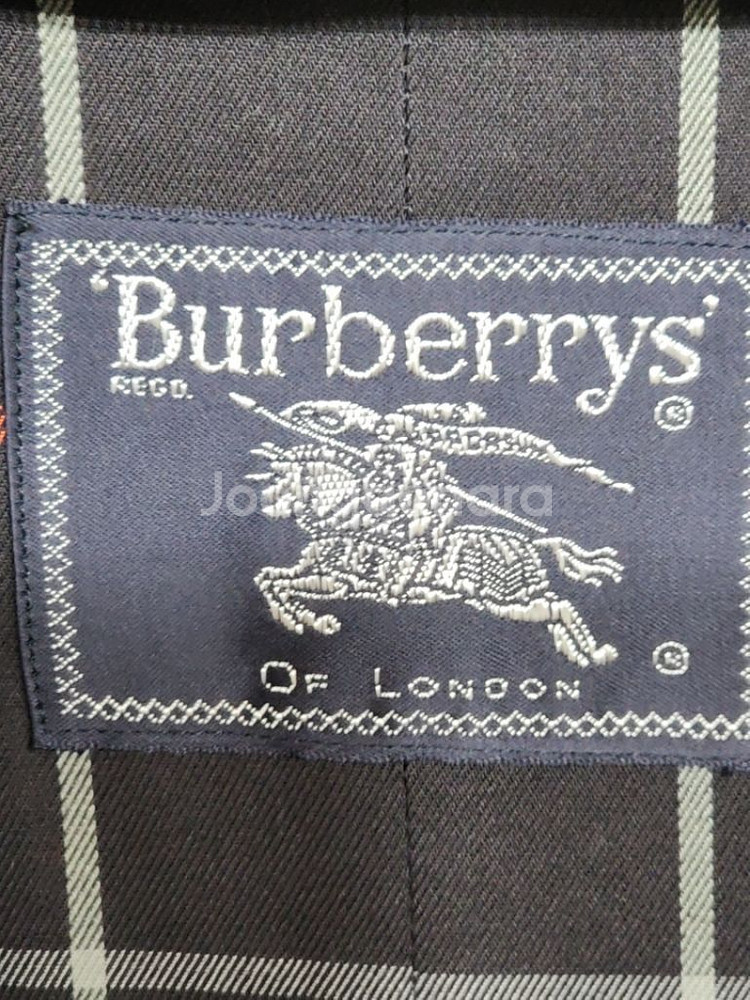 'Burberrys'
REGD.
®
®
OF LONDON